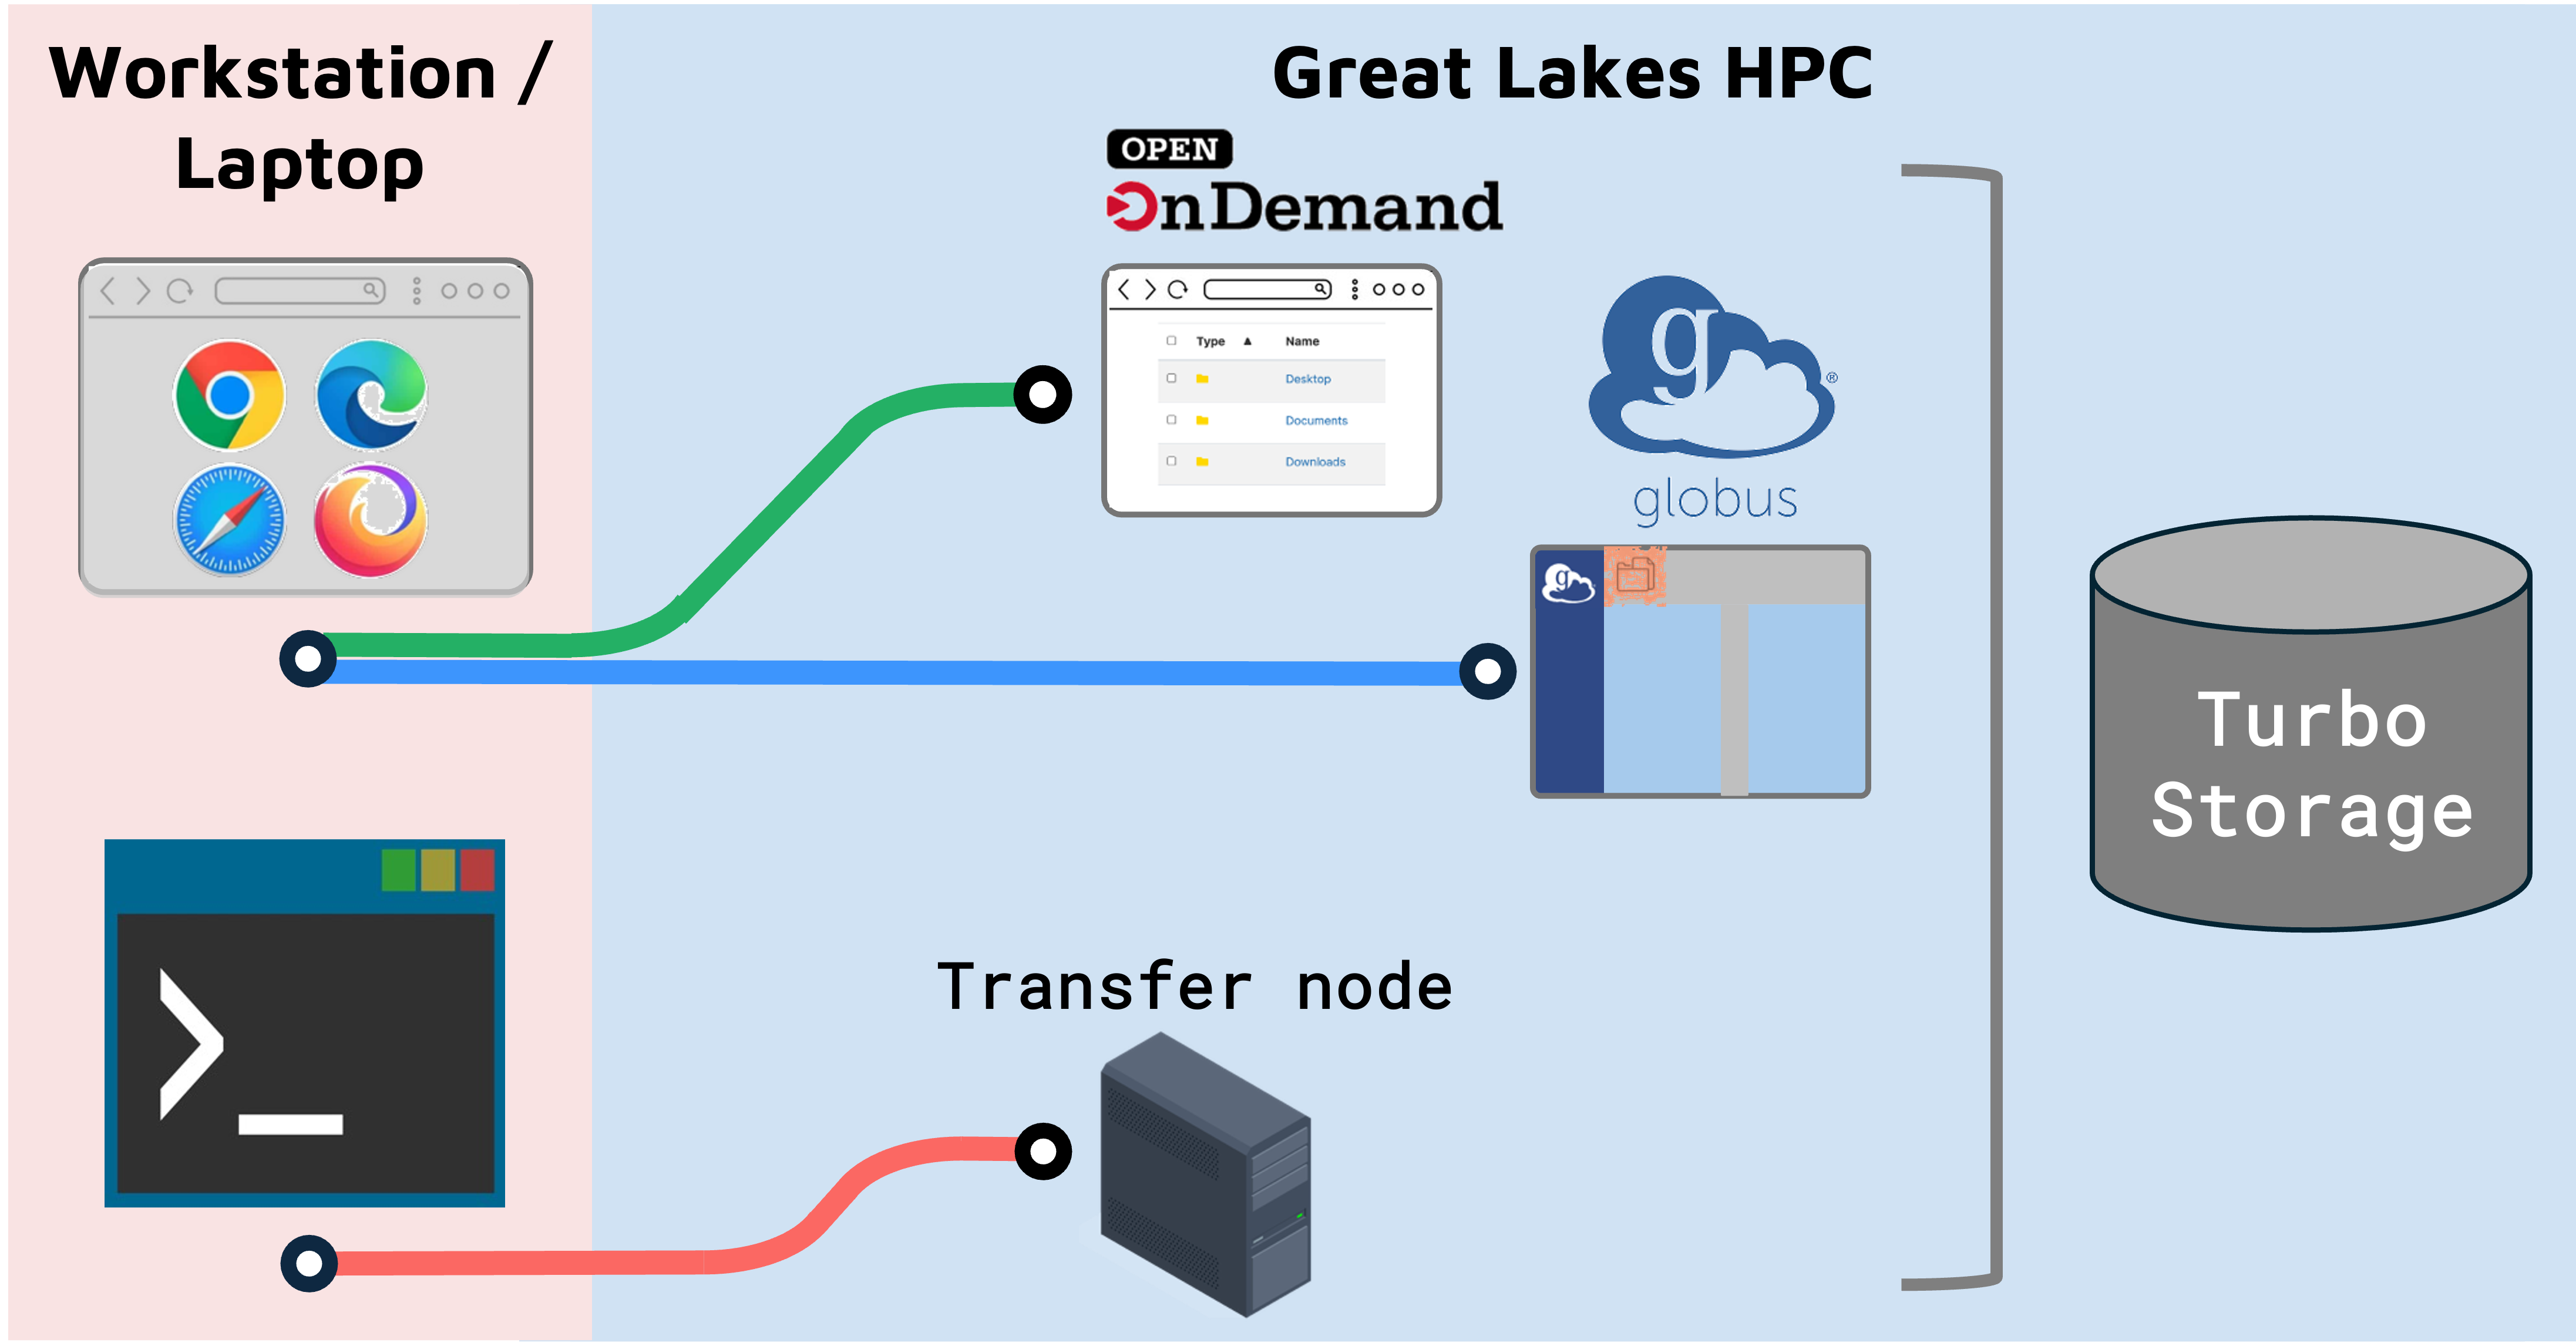 Workstation /
Laptop
Great Lakes HPC
OPEN
OnDemand
Type ▲ Name
Desktop
Documents
Downloads
g
®
globus
g
>_
Transfer node
Turbo
Storage